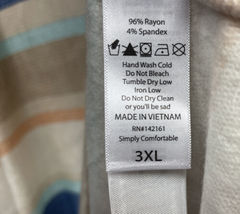 96% Rayon
4% Spandex
Hand Wash Cold
Do Not Bleach
Tumble Dry Low
Iron Low
Do Not Dry Clean
or you'll be sad
MADE IN VIETNAM
RN#142161
Simply Comfortable
3XL